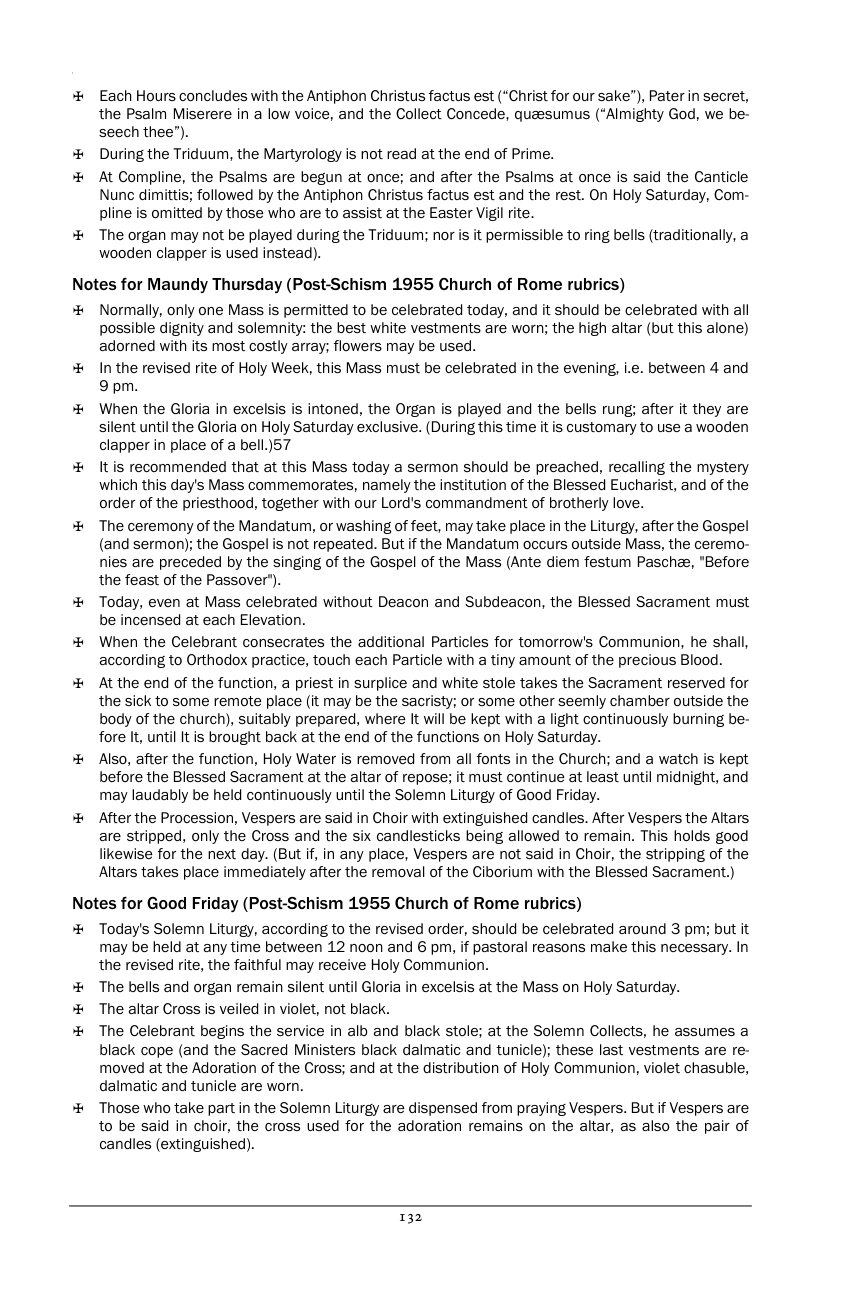 ✠ Each Hours concludes with the Antiphon Christus factus est (“Christ for our sake”), Pater in secret,
the Psalm Miserere in a low voice, and the Collect Concede, quæsumus (“Almighty God, we be-
seech thee”).
✠ During the Triduum, the Martyrology is not read at the end of Prime.
✠ At Compline, the Psalms are begun at once; and after the Psalms at once is said the Canticle
Nunc dimittis; followed by the Antiphon Christus factus est and the rest. On Holy Saturday, Com-
pline is omitted by those who are to assist at the Easter Vigil rite.
✠ The organ may not be played during the Triduum; nor is it permissible to ring bells (traditionally, a
wooden clapper is used instead).
Notes for Maundy Thursday (Post-Schism 1955 Church of Rome rubrics)
✠ Normally, only one Mass is permitted to be celebrated today, and it should be celebrated with all
possible dignity and solemnity: the best white vestments are worn; the high altar (but this alone)
adorned with its most costly array; flowers may be used.
✠ In the revised rite of Holy Week, this Mass must be celebrated in the evening, i.e. between 4 and
9 pm.
✠ When the Gloria in excelsis is intoned, the Organ is played and the bells rung; after it they are
silent until the Gloria on Holy Saturday exclusive. (During this time it is customary to use a wooden
clapper in place of a bell.)57
✠ It is recommended that at this Mass today a sermon should be preached, recalling the mystery
which this day's Mass commemorates, namely the institution of the Blessed Eucharist, and of the
order of the priesthood, together with our Lord's commandment of brotherly love.
✠ The ceremony of the Mandatum, or washing of feet, may take place in the Liturgy, after the Gospel
(and sermon); the Gospel is not repeated. But if the Mandatum occurs outside Mass, the ceremo-
nies are preceded by the singing of the Gospel of the Mass (Ante diem festum Paschæ, "Before
the feast of the Passover").
✠ Today, even at Mass celebrated without Deacon and Subdeacon, the Blessed Sacrament must
be incensed at each Elevation.
✠ When the Celebrant consecrates the additional Particles for tomorrow's Communion, he shall,
according to Orthodox practice, touch each Particle with a tiny amount of the precious Blood.
✠ At the end of the function, a priest in surplice and white stole takes the Sacrament reserved for
the sick to some remote place (it may be the sacristy; or some other seemly chamber outside the
body of the church), suitably prepared, where It will be kept with a light continuously burning be-
fore It, until It is brought back at the end of the functions on Holy Saturday.
✠ Also, after the function, Holy Water is removed from all fonts in the Church; and a watch is kept
before the Blessed Sacrament at the altar of repose; it must continue at least until midnight, and
may laudably be held continuously until the Solemn Liturgy of Good Friday.
✠ After the Procession, Vespers are said in Choir with extinguished candles. After Vespers the Altars
are stripped, only the Cross and the six candlesticks being allowed to remain. This holds good
likewise for the next day. (But if, in any place, Vespers are not said in Choir, the stripping of the
Altars takes place immediately after the removal of the Ciborium with the Blessed Sacrament.)
Notes for Good Friday (Post-Schism 1955 Church of Rome rubrics)
✠ Today's Solemn Liturgy, according to the revised order, should be celebrated around 3 pm; but it
may be held at any time between 12 noon and 6 pm, if pastoral reasons make this necessary. In
the revised rite, the faithful may receive Holy Communion.
✠ The bells and organ remain silent until Gloria in excelsis at the Mass on Holy Saturday.
✠ The altar Cross is veiled in violet, not black.
✠ The Celebrant begins the service in alb and black stole; at the Solemn Collects, he assumes a
black cope (and the Sacred Ministers black dalmatic and tunicle); these last vestments are re-
moved at the Adoration of the Cross; and at the distribution of Holy Communion, violet chasuble,
dalmatic and tunicle are worn.
✠ Those who take part in the Solemn Liturgy are dispensed from praying Vespers. But if Vespers are
to be said in choir, the cross used for the adoration remains on the altar, as also the pair of
candles (extinguished).
132